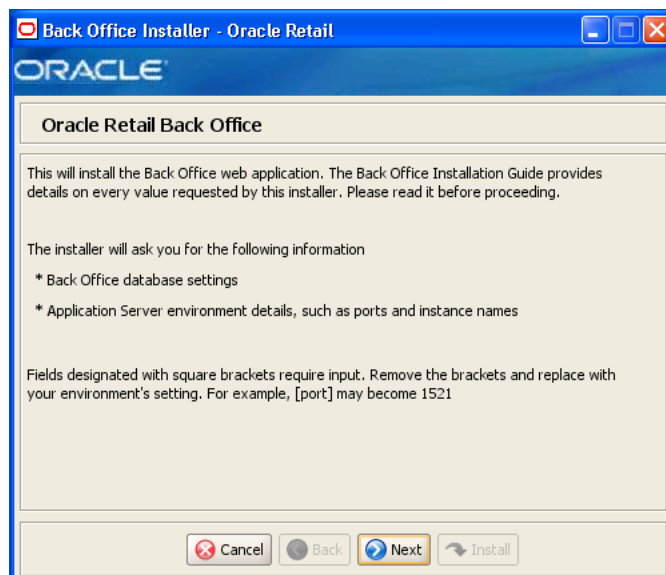 Back Office Installer - Oracle Retail
ORACLE
Oracle Retail Back Office
This will install the Back Office web application. The Back Office Installation Guide provides
details on every value requested by this installer. Please read it before proceeding.
The installer will ask you for the following information
* Back Office database settings
* Application Server environment details, such as ports and instance names
Fields designated with square brackets require input. Remove the brackets and replace with
your environment's setting. For example, [port] may become 1521
Cancel Back Next Install